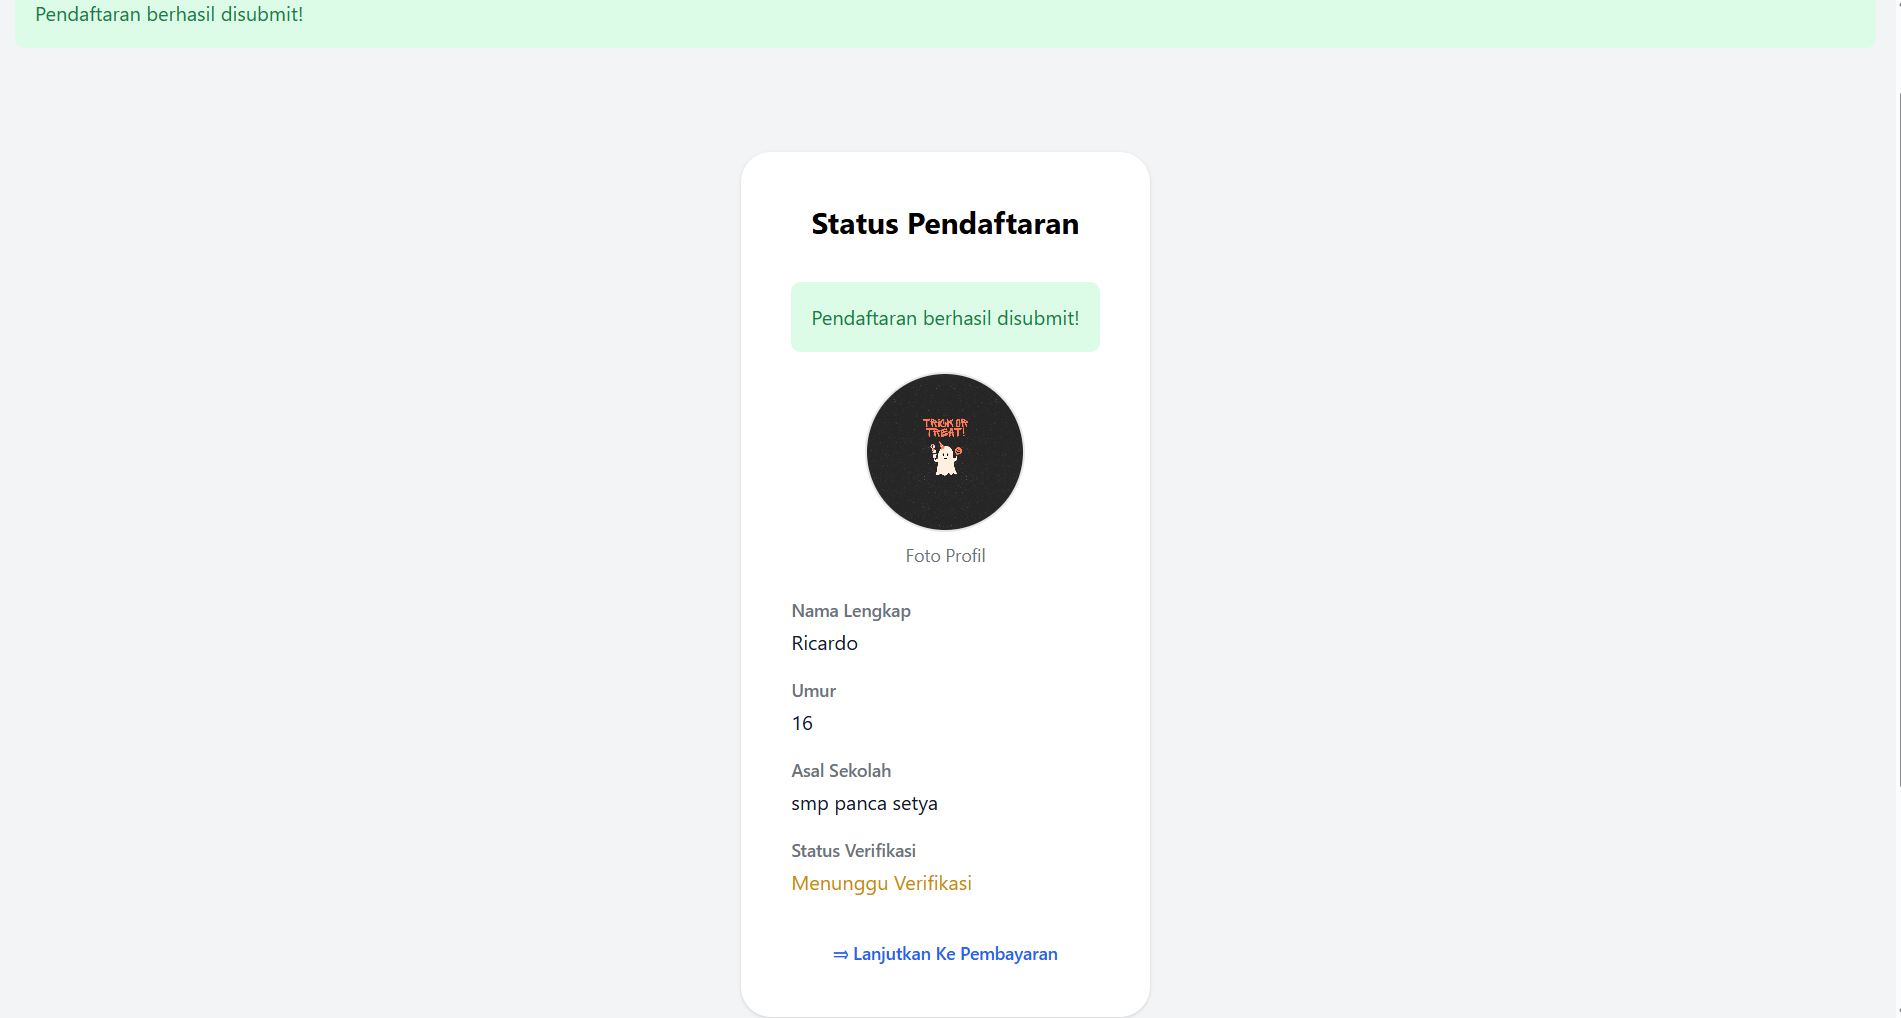 Pendaftaran berhasil disubmit!
Status Pendaftaran
Pendaftaran berhasil disubmit!
TRICK OR
TREAT!
Foto Profil
Nama Lengkap
Ricardo
Umur
16
Asal Sekolah
smp panca setya
Status Verifikasi
Menunggu Verifikasi
⇒ Lanjutkan Ke Pembayaran